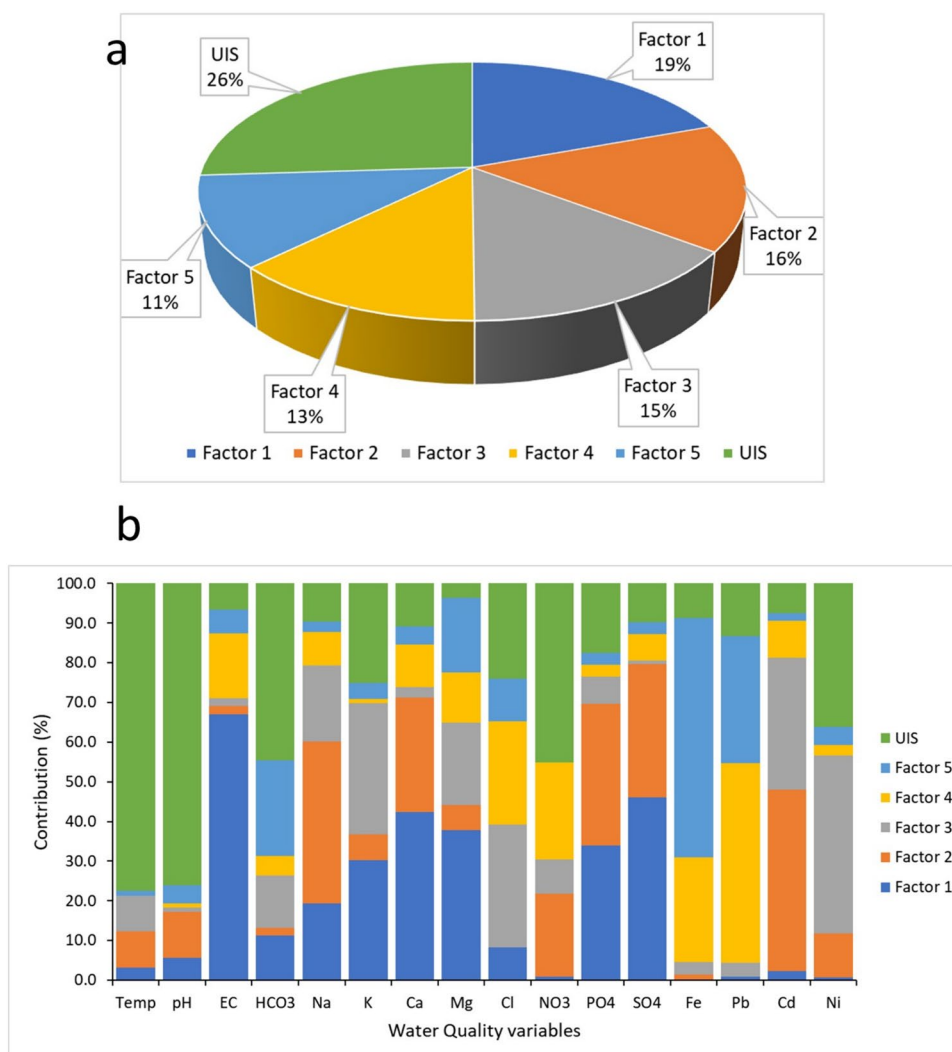 a
UIS
26%
Factor 1
19%
Factor 2
16%
Factor 5
11%
Factor 4
13%
Factor 3
15%
Factor 1 Factor 2 Factor 3 Factor 4 Factor 5 UIS
b
100.0
90.0
80.0
70.0
60.0
50.0
40.0
30.0
20.0
10.0
0.0
Contribution (%)
UIS
Factor 5
Factor 4
Factor 3
Factor 2
Factor 1
Temp pH EC HCO3 Na K Ca Mg Cl NO3 PO4 SO4 Fe Pb Cd Ni
Water Quality variables